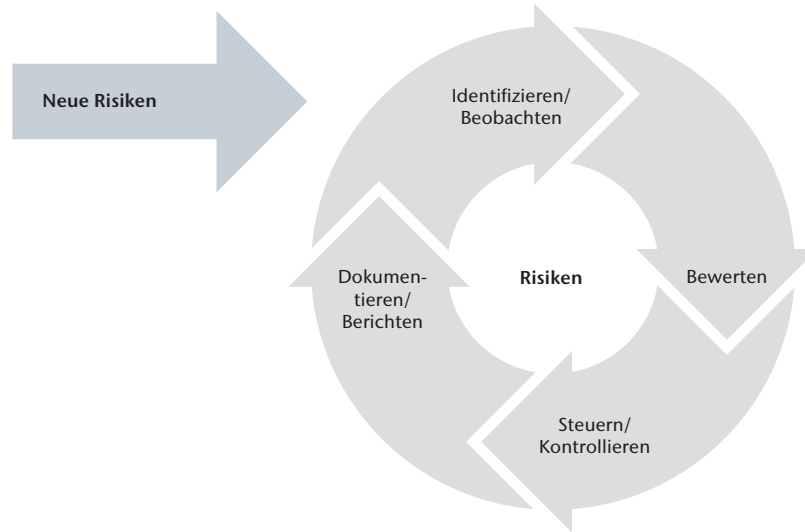 Neue Risiken
Identifizieren/
Beobachten
Bewerten
Steuern/
Kontrollieren
Dokumen-
tieren/
Berichten
Risiken